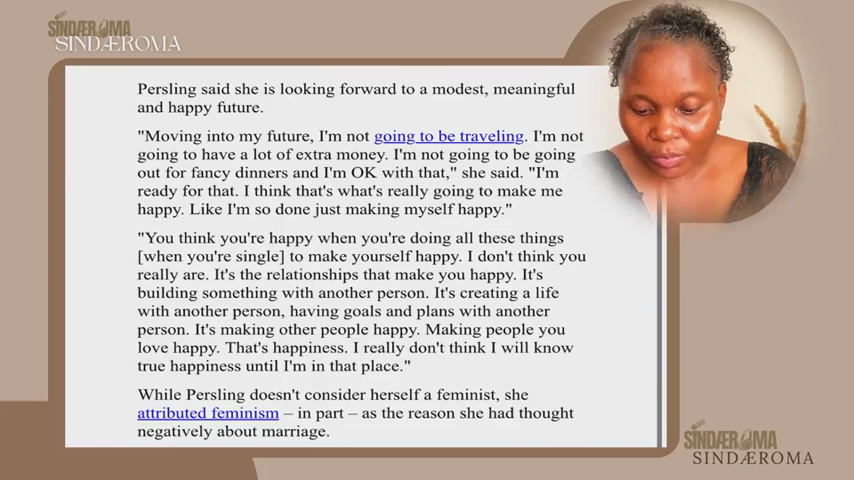 SINDÆROMA
SINDÆROMA
Persling said she is looking forward to a modest, meaningful
and happy future.
"Moving into my future, I'm not going to be traveling. I'm not
going to have a lot of extra money. I'm not going to be going
out for fancy dinners and I'm OK with that," she said. "I'm
ready for that. I think that's what's really going to make me
happy. Like I'm so done just making myself happy."
"You think you're happy when you're doing all these things
[when you're single] to make yourself happy. I don't think you
really are. It's the relationships that make you happy. It's
building something with another person. It's creating a life
with another person, having goals and plans with another
person. It's making other people happy. Making people you
love happy. That's happiness. I really don't think I will know
true happiness until I'm in that place."
While Persling doesn't consider herself a feminist, she
attributed feminism – in part – as the reason she had thought
negatively about marriage.
SINDÆROMA
SINDÆROMA